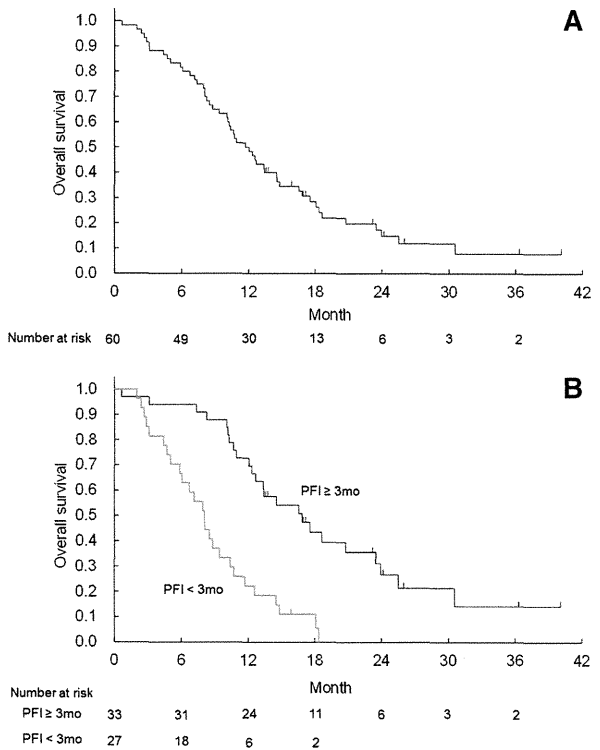 A
Overall survival
1.0
0.9
0.8
0.7
0.6
0.5
0.4
0.3
0.2
0.1
0.0
0 6 12 18 24 30 36 42
Month
Number at risk 60 49 30 13 6 3 2
B
Overall survival
1.0
0.9
0.8
0.7
0.6
0.5
0.4
0.3
0.2
0.1
0.0
PFI ≥ 3mo
PFI < 3mo
0 6 12 18 24 30 36 42
Month
Number at risk
PFI ≥ 3mo 33 31 24 11 6 3 2
PFI < 3mo 27 18 6 2